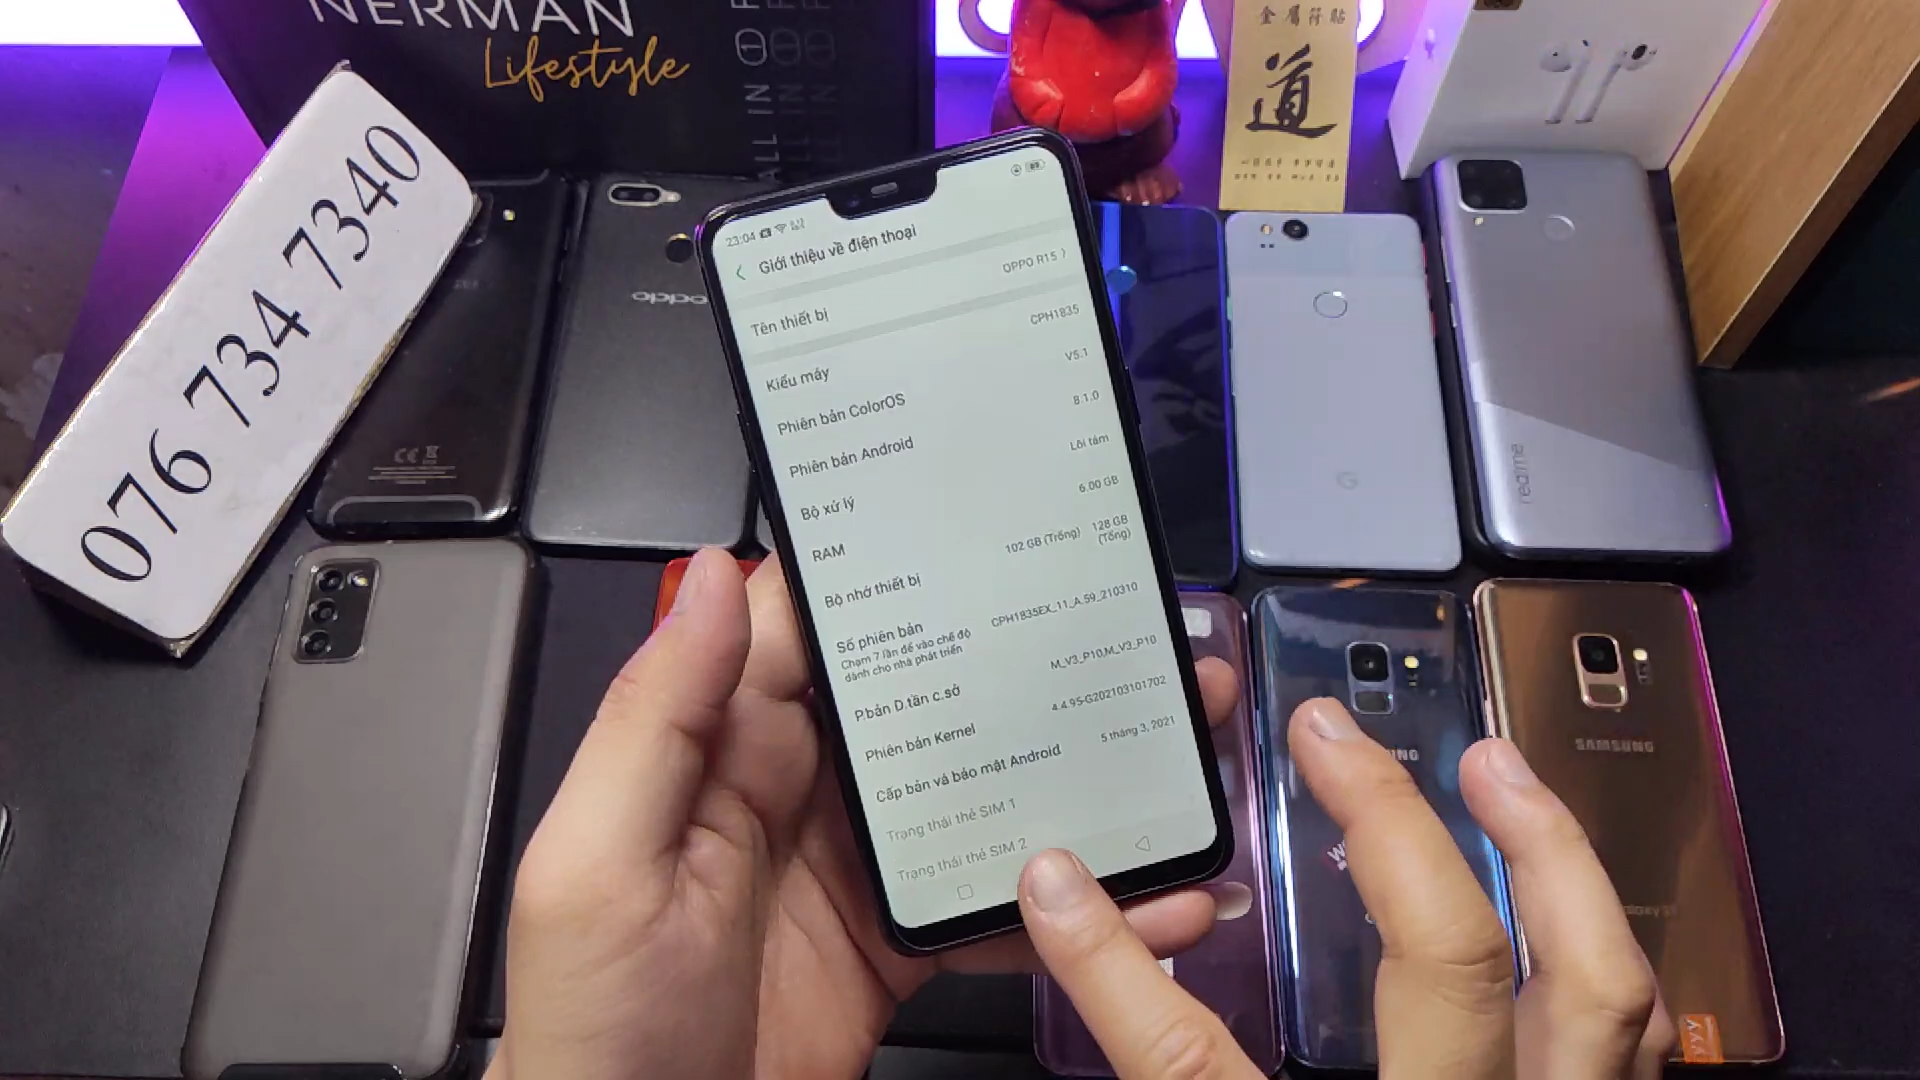 NERMAN
Lifestyle
ALL IN
金屬符貼
道
076 734 7340
oppo
23:04
Giới thiệu về điện thoại
Tên thiết bị OPPO R15
Kiểu máy CPH1835
Phiên bản ColorOS V5.1
Phiên bản Android 8.1.0
Bộ xử lý Lõi tám
RAM 6.00 GB
Bộ nhớ thiết bị 102 GB (Trống) 128 GB (Tổng)
Số phiên bản CPH1835EX_11_A.59_210310
Chạm 7 lần để vào chế độ
dành cho nhà phát triển
P.bản D.tần c.sở M_V3_P10,M_V3_P10
Phiên bản Kernel 4.4.95-G202103101702
Cấp bản vá bảo mật Android 5 tháng 3, 2021
Trạng thái thẻ SIM 1
Trạng thái thẻ SIM 2
G
realme
SAMSUNG
CE